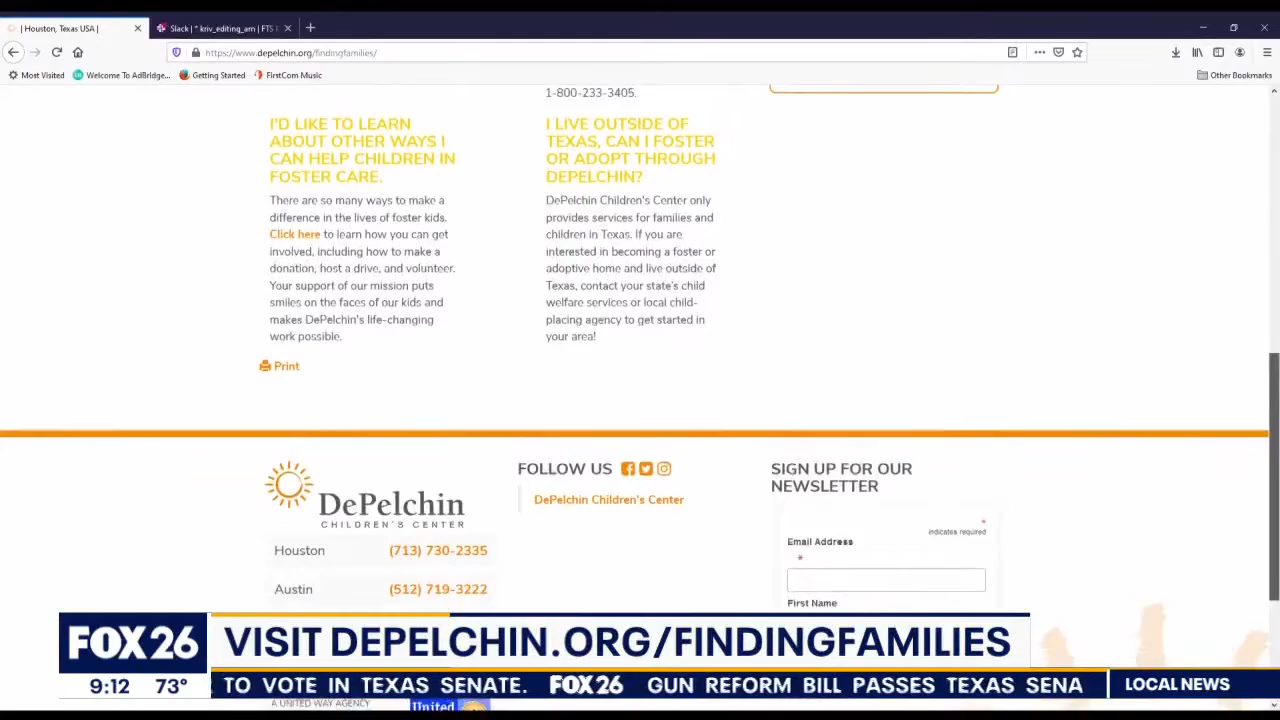 | Houston, Texas USA |
Slack | * kriv_editing_am | FTS
https://www.depelchin.org/findingfamilies/
Most Visited
Welcome To AdBridge...
Getting Started
FirstCom Music
Other Bookmarks
1-800-233-3405.
I'D LIKE TO LEARN
ABOUT OTHER WAYS I
CAN HELP CHILDREN IN
FOSTER CARE.
There are so many ways to make a
difference in the lives of foster kids.
Click here to learn how you can get
involved, including how to make a
donation, host a drive, and volunteer.
Your support of our mission puts
smiles on the faces of our kids and
makes DePelchin's life-changing
work possible.
I LIVE OUTSIDE OF
TEXAS, CAN I FOSTER
OR ADOPT THROUGH
DEPELCHIN?
DePelchin Children's Center only
provides services for families and
children in Texas. If you are
interested in becoming a foster or
adoptive home and live outside of
Texas, contact your state's child
welfare services or local child-
placing agency to get started in
your area!
Print
DePelchin
CHILDREN'S CENTER
Houston (713) 730-2335
Austin (512) 719-3222
FOLLOW US
DePelchin Children's Center
SIGN UP FOR OUR
NEWSLETTER
*
indicates required
Email Address
*
First Name
FOX 26
VISIT DEPELCHIN.ORG/FINDINGFAMILIES
9:12 73°
TO VOTE IN TEXAS SENATE. FOX 26 GUN REFORM BILL PASSES TEXAS SENA
LOCAL NEWS
A UNITED WAY AGENCY
United